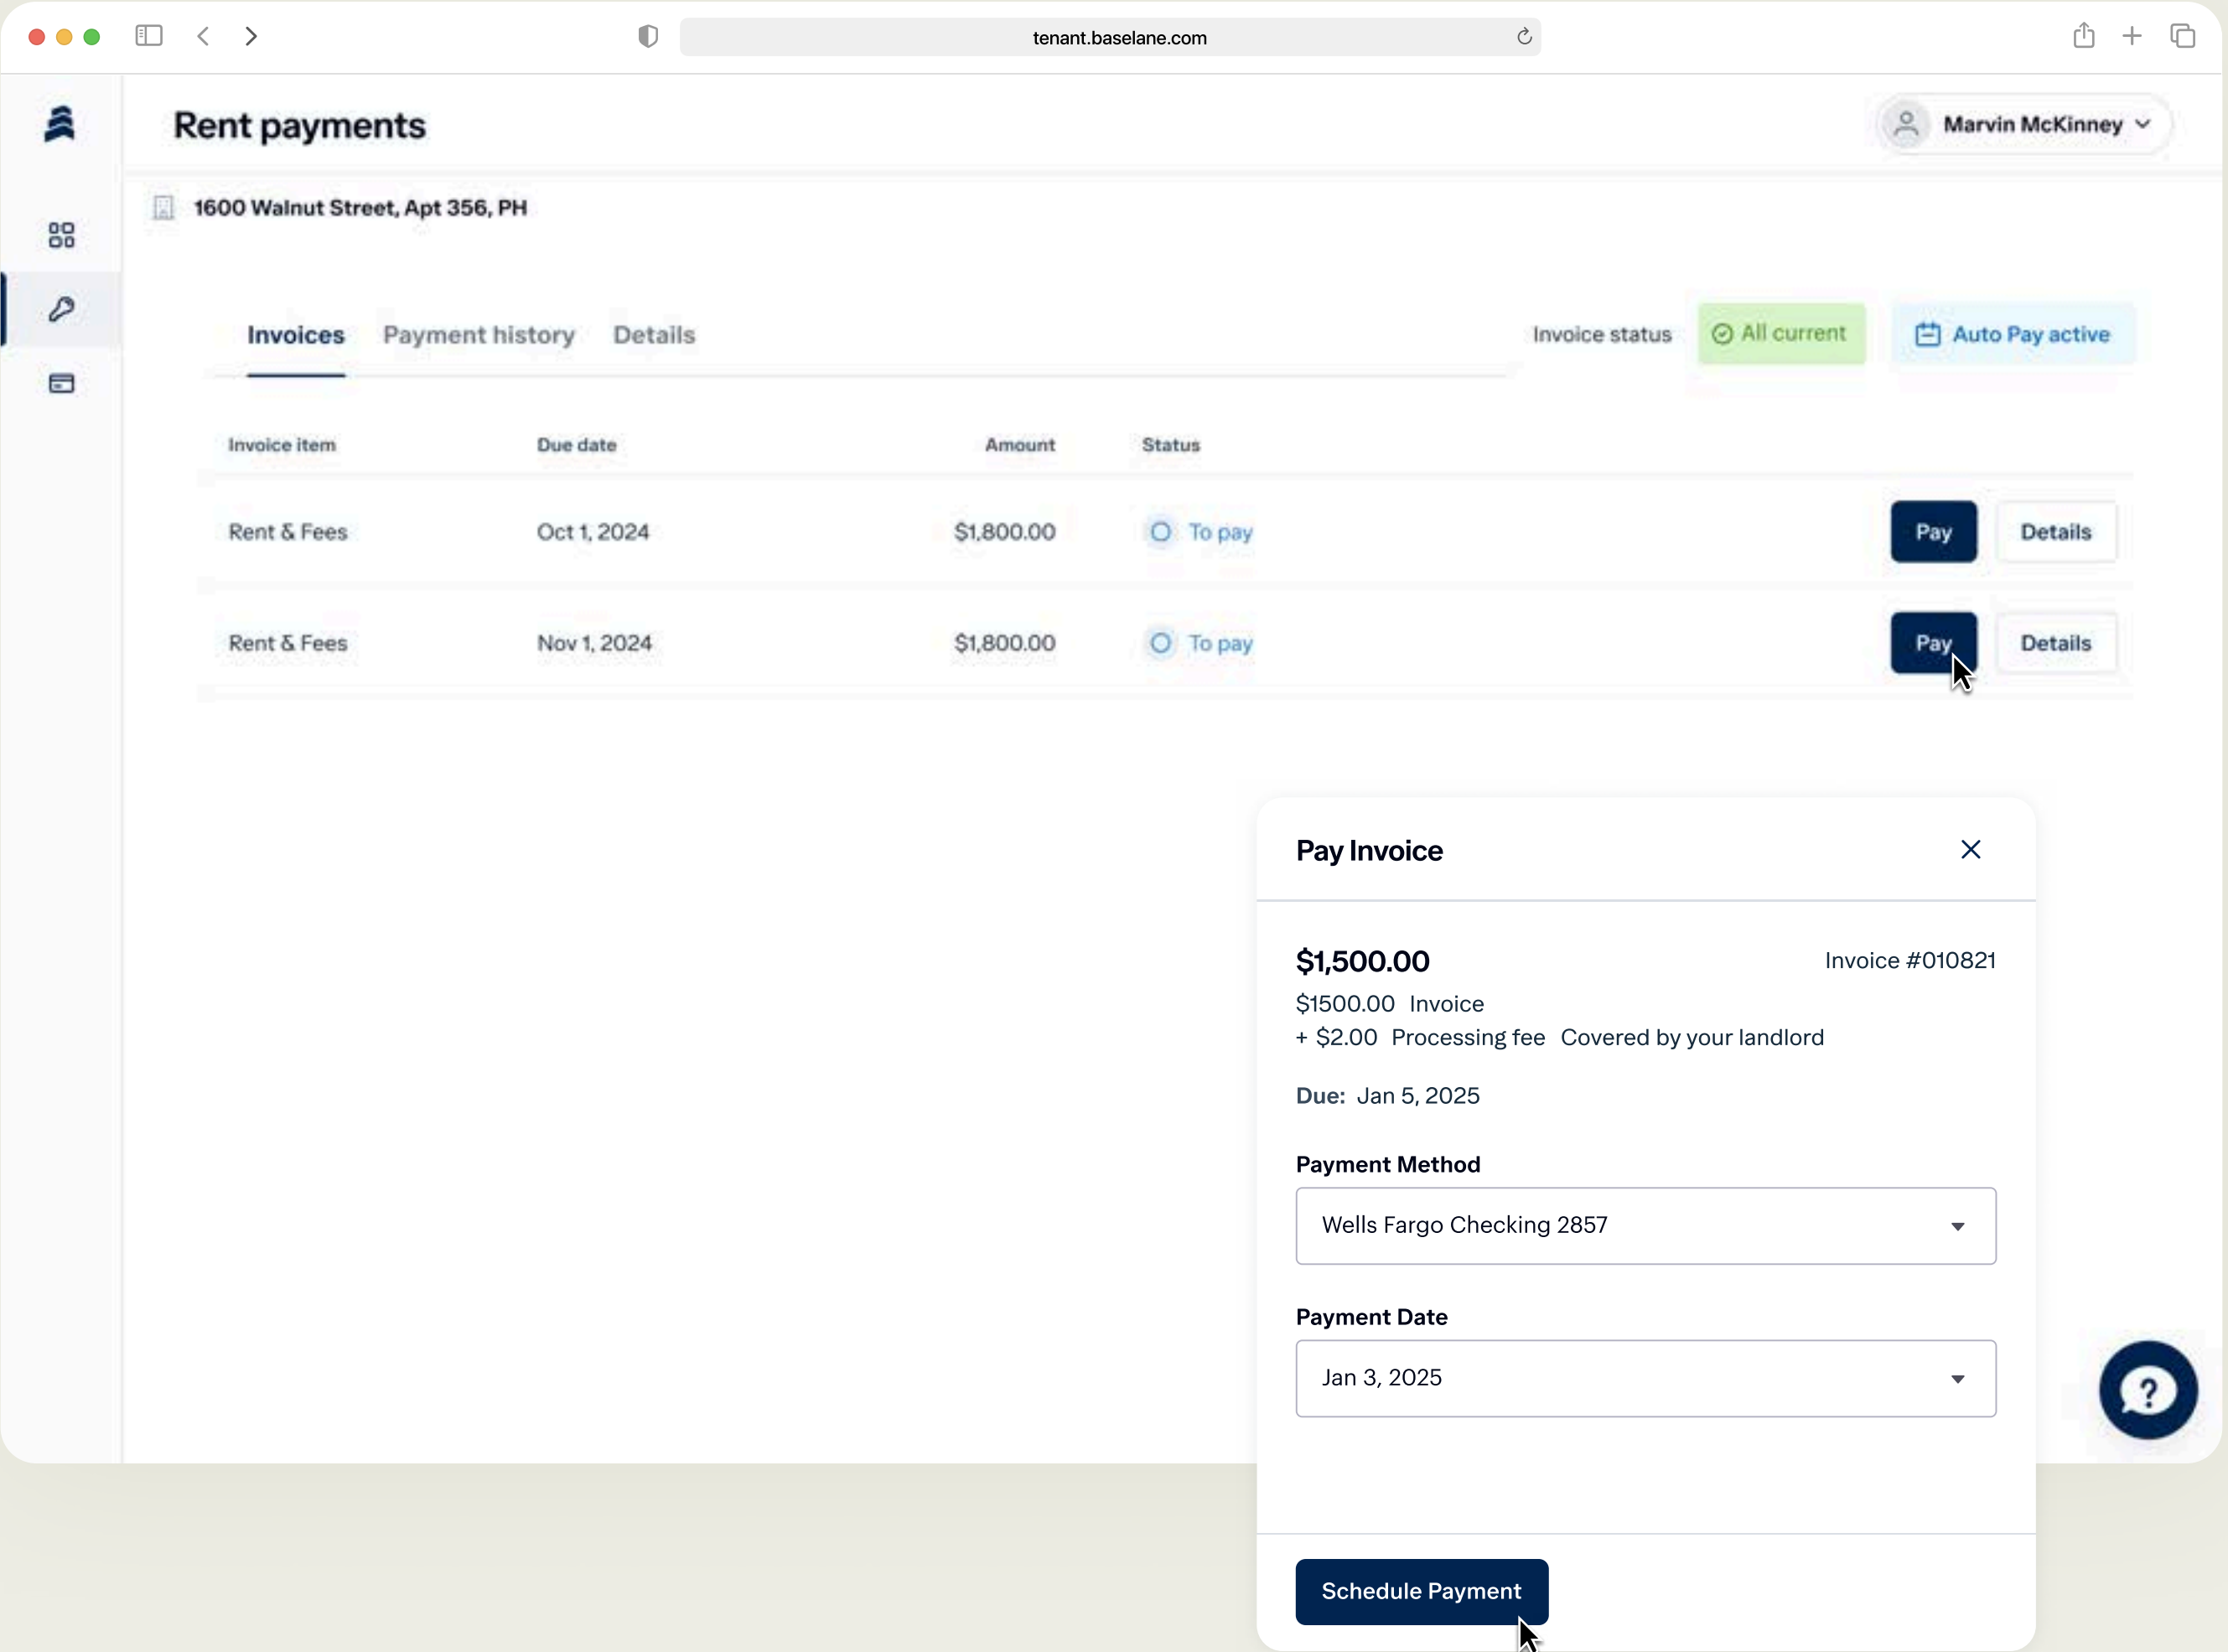 tenant.baselane.com
Rent payments
Marvin McKinney
1600 Walnut Street, Apt 356, PH
Invoices Payment history Details Invoice status All current Auto Pay active
Invoice item Due date Amount Status
Rent & Fees Oct 1, 2024 $1,800.00 To pay Pay Details
Rent & Fees Nov 1, 2024 $1,800.00 To pay Pay Details
Pay Invoice
$1,500.00 Invoice #010821
$1500.00 Invoice
+ $2.00 Processing fee Covered by your landlord
Due: Jan 5, 2025
Payment Method
Wells Fargo Checking 2857
Payment Date
Jan 3, 2025
?
Schedule Payment